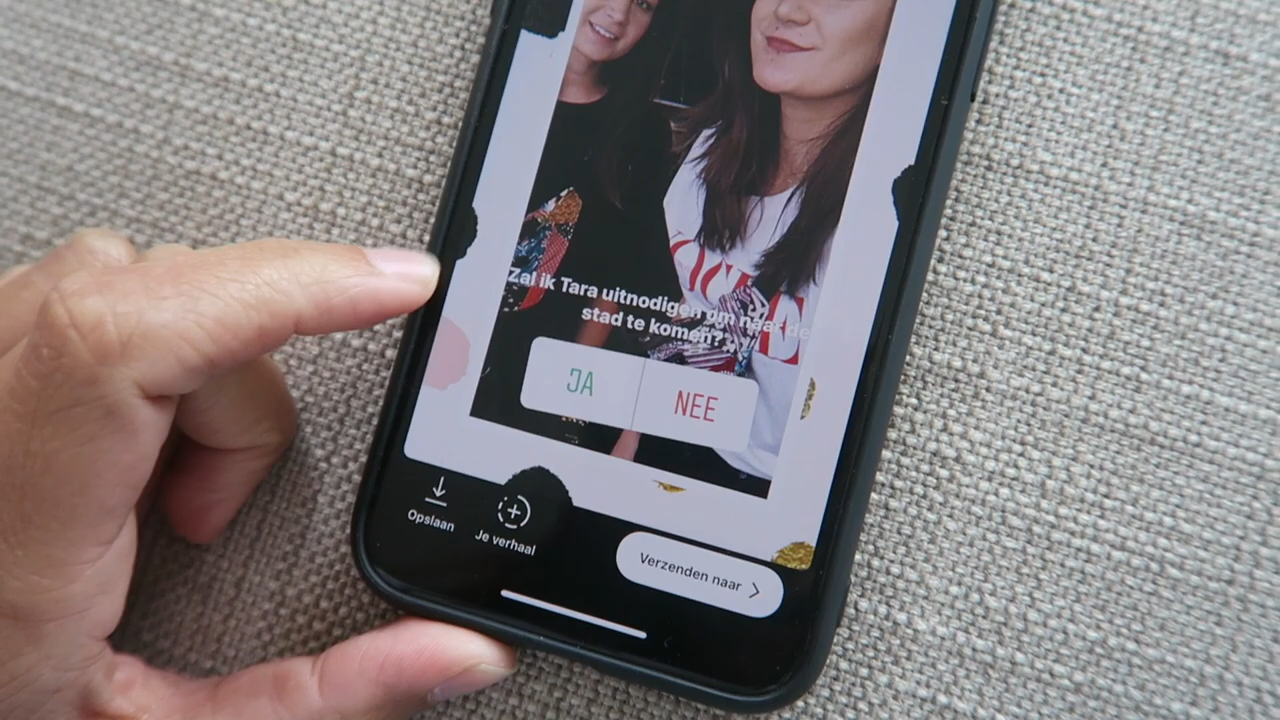 Zal ik Tara uitnodigen om naar de
stad te komen?
JA
NEE
Opslaan
Je verhaal
Verzenden naar